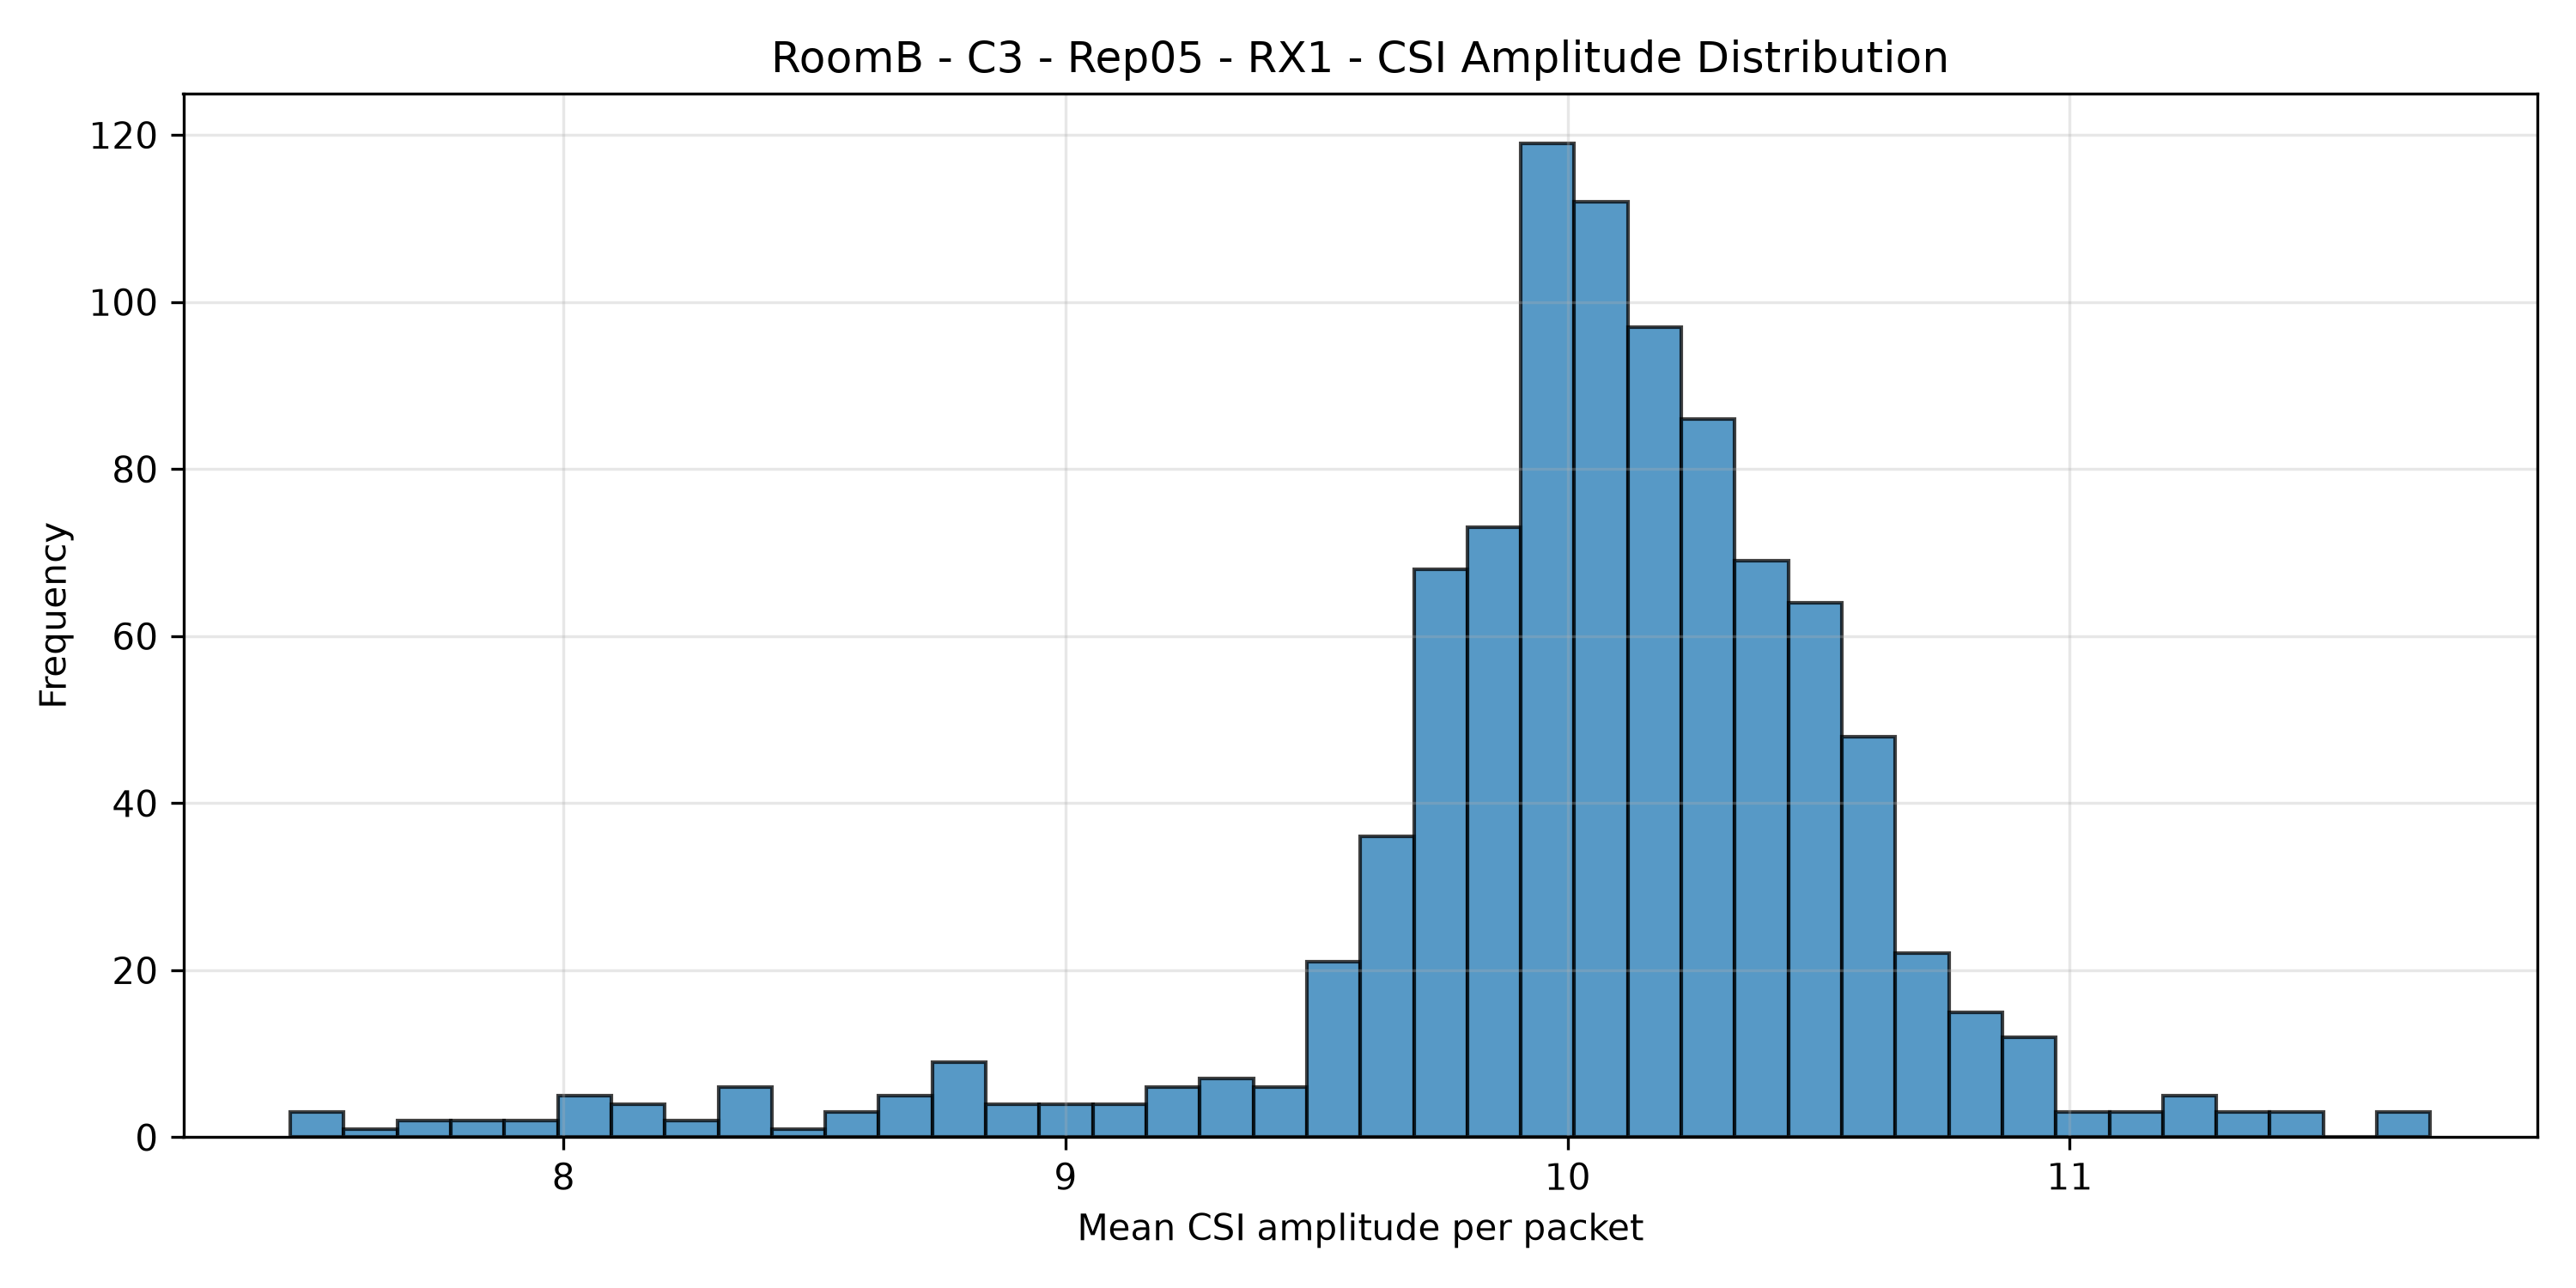 RoomB - C3 - Rep05 - RX1 - CSI Amplitude Distribution
120
100
80
60
40
20
0
Frequency
8 9 10 11
Mean CSI amplitude per packet